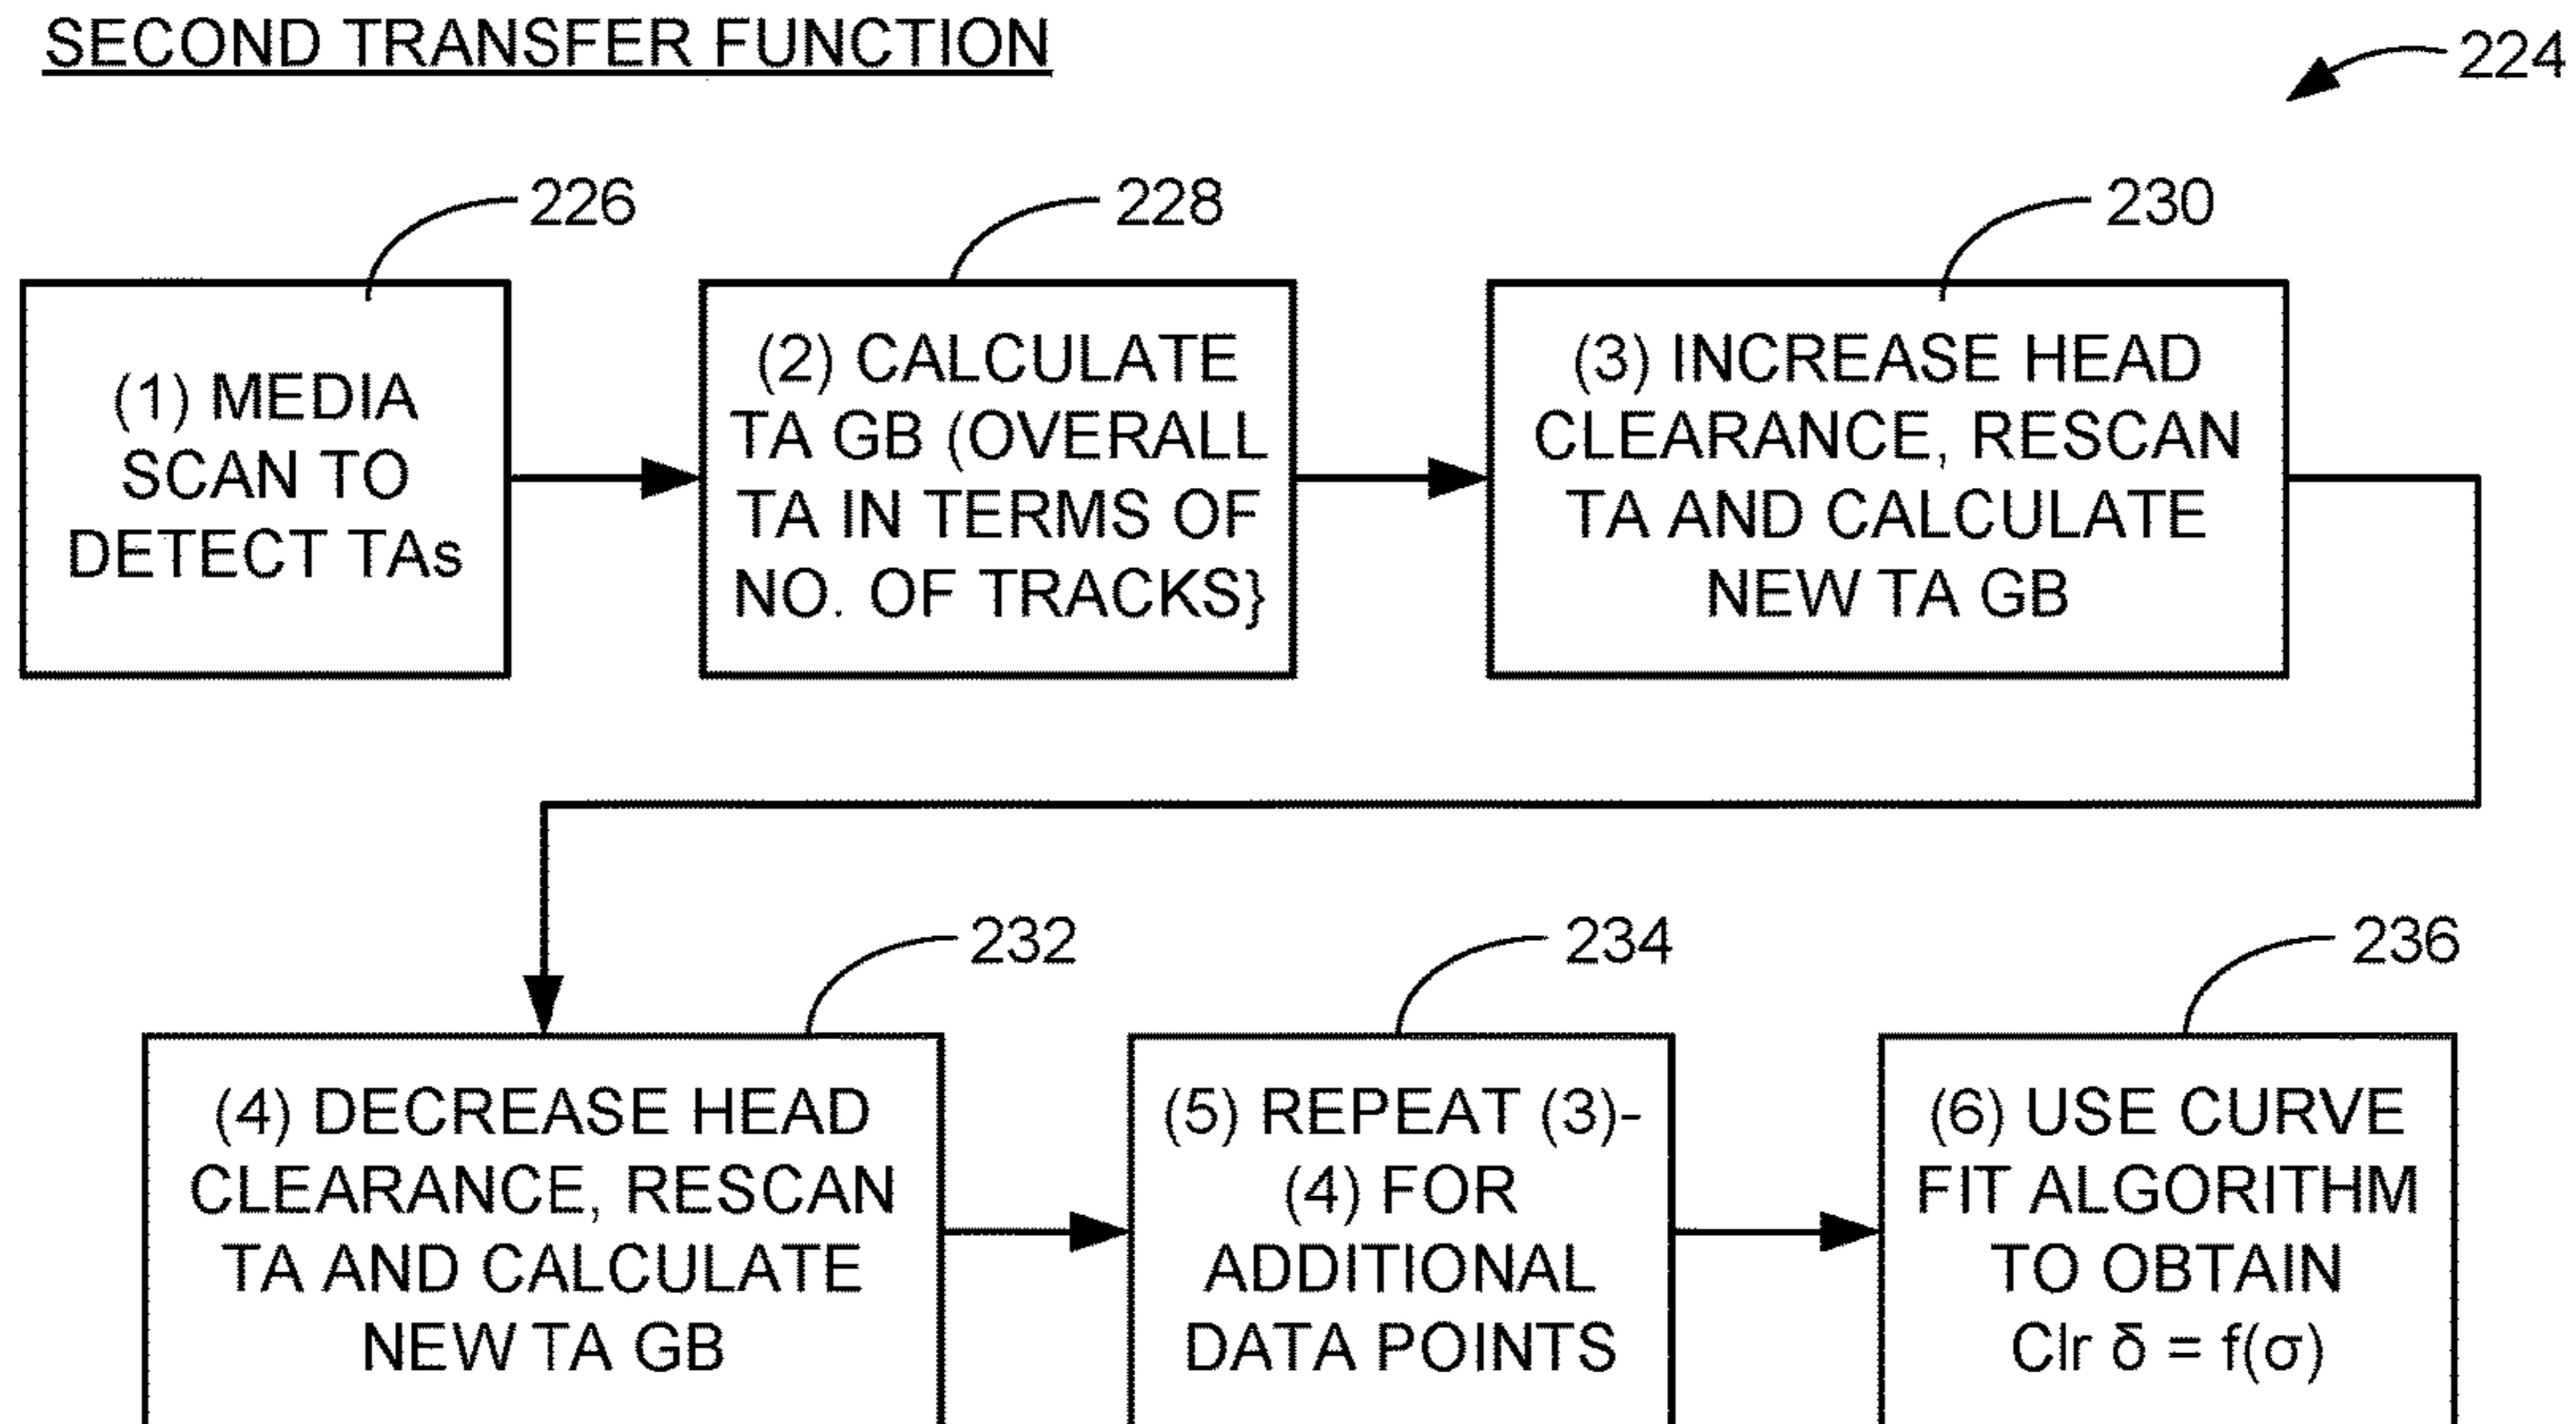 SECOND TRANSFER FUNCTION
224
226
228
230
(1) MEDIA
SCAN TO
DETECT TAs
(2) CALCULATE
TA GB (OVERALL
TA IN TERMS OF
NO. OF TRACKS}
(3) INCREASE HEAD
CLEARANCE, RESCAN
TA AND CALCULATE
NEW TA GB
232
234
236
(4) DECREASE HEAD
CLEARANCE, RESCAN
TA AND CALCULATE
NEW TA GB
(5) REPEAT (3)-
(4) FOR
ADDITIONAL
DATA POINTS
(6) USE CURVE
FIT ALGORITHM
TO OBTAIN
Clr δ = f(σ)